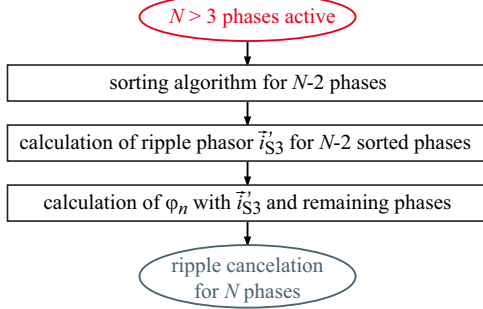 N > 3 phases active
sorting algorithm for N-2 phases
calculation of ripple phasor i⃗′S3 for N-2 sorted phases
calculation of φn with i⃗′S3 and remaining phases
ripple cancelation
for N phases